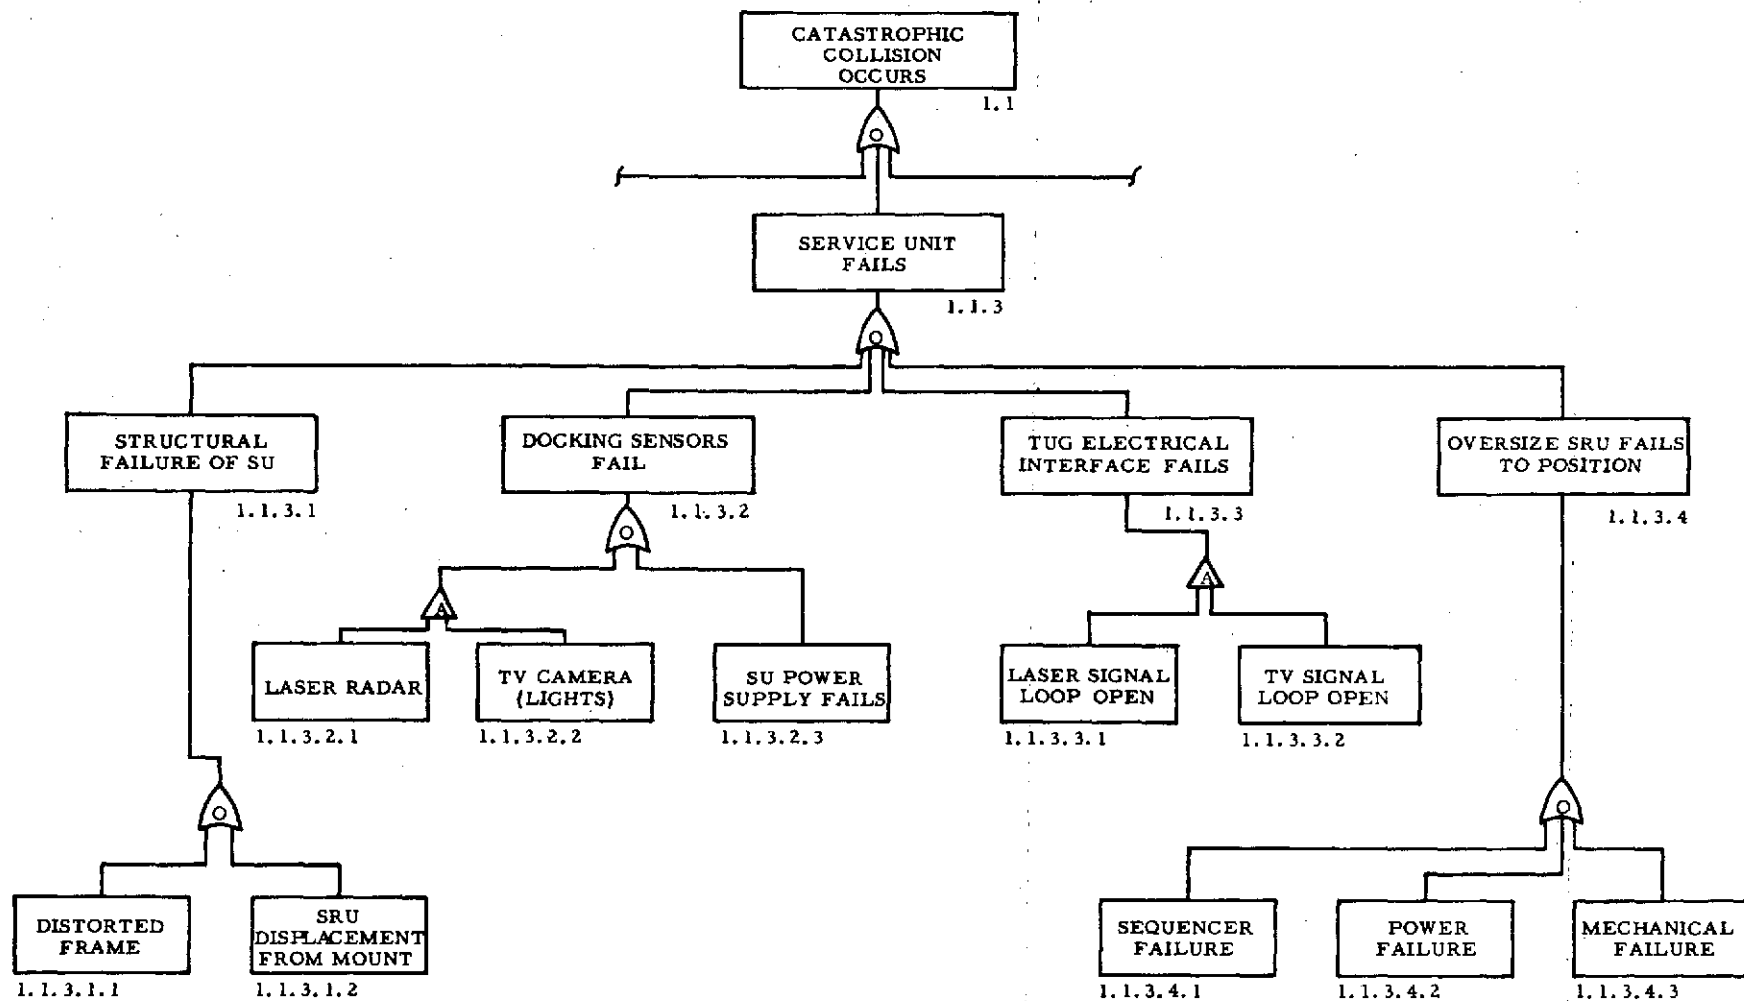 CATASTROPHIC
COLLISION
OCCURS
1.1
O
SERVICE UNIT
FAILS
1.1.3
O
STRUCTURAL
FAILURE OF SU
1.1.3.1
DOCKING SENSORS
FAIL
1.1.3.2
TUG ELECTRICAL
INTERFACE FAILS
1.1.3.3
OVERSIZE SRU FAILS
TO POSITION
1.1.3.4
O
A
A
LASER RADAR
1.1.3.2.1
TV CAMERA
(LIGHTS)
1.1.3.2.2
SU POWER
SUPPLY FAILS
1.1.3.2.3
LASER SIGNAL
LOOP OPEN
1.1.3.3.1
TV SIGNAL
LOOP OPEN
1.1.3.3.2
O
O
DISTORTED
FRAME
1.1.3.1.1
SRU
DISPLACEMENT
FROM MOUNT
1.1.3.1.2
SEQUENCER
FAILURE
1.1.3.4.1
POWER
FAILURE
1.1.3.4.2
MECHANICAL
FAILURE
1.1.3.4.3